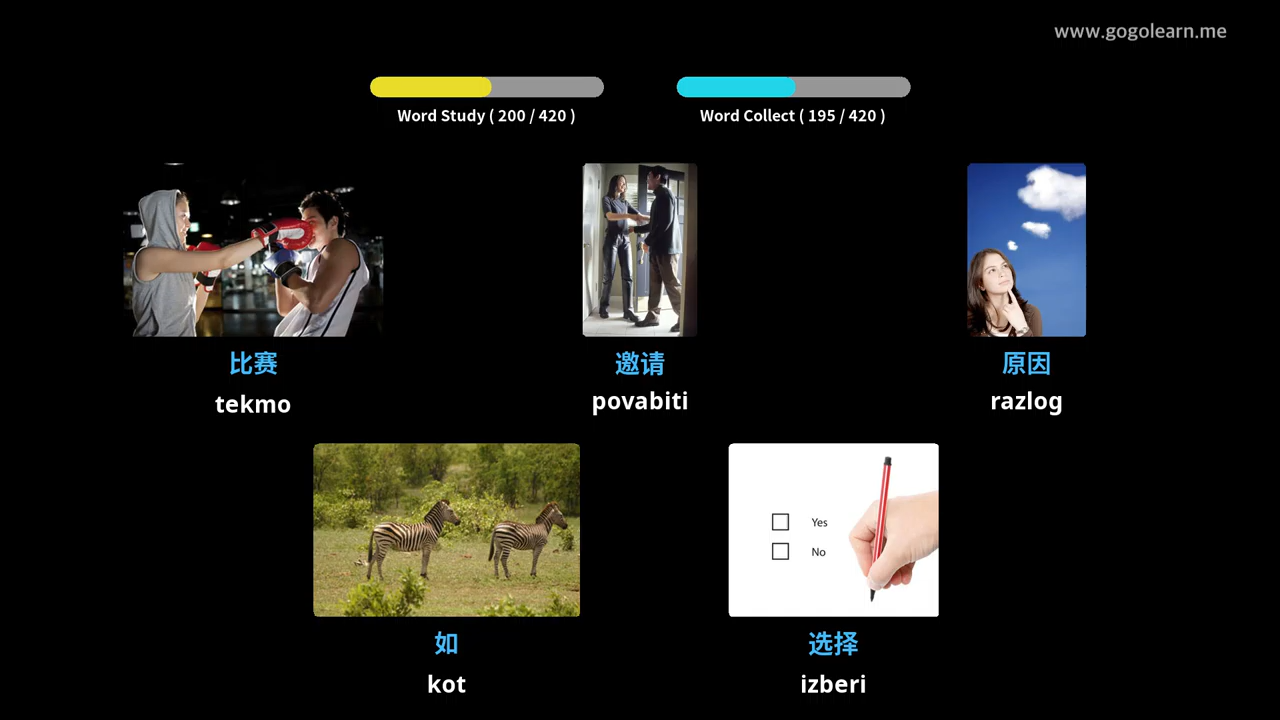 www.gogolearn.me
Word Study ( 200 / 420 )
Word Collect ( 195 / 420 )
比赛
邀请
原因
tekmo
povabiti
razlog
Yes
No
如
选择
kot
izberi